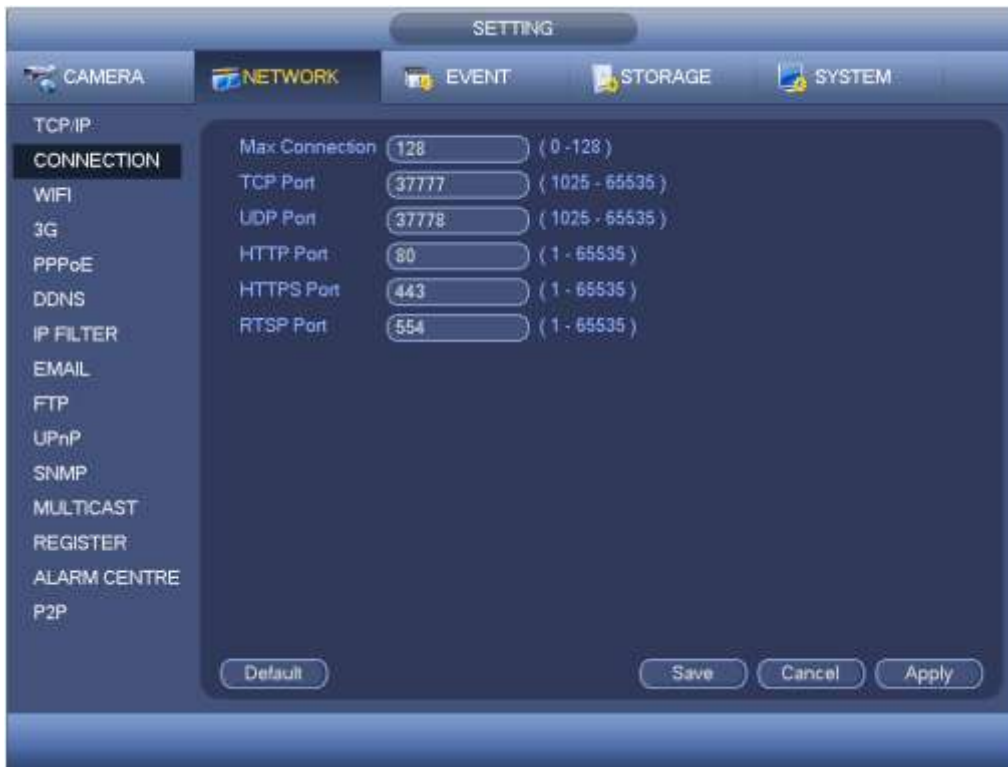 SETTING
CAMERA NETWORK EVENT STORAGE SYSTEM
TCP/IP
CONNECTION
WIFI
3G
PPPoE
DDNS
IP FILTER
EMAIL
FTP
UPnP
SNMP
MULTICAST
REGISTER
ALARM CENTRE
P2P
Max Connection 128 ( 0 -128 )
TCP Port 37777 ( 1025 - 65535 )
UDP Port 37778 ( 1025 - 65535 )
HTTP Port 80 ( 1 - 65535 )
HTTPS Port 443 ( 1 - 65535 )
RTSP Port 554 ( 1 - 65535 )
Default Save Cancel Apply